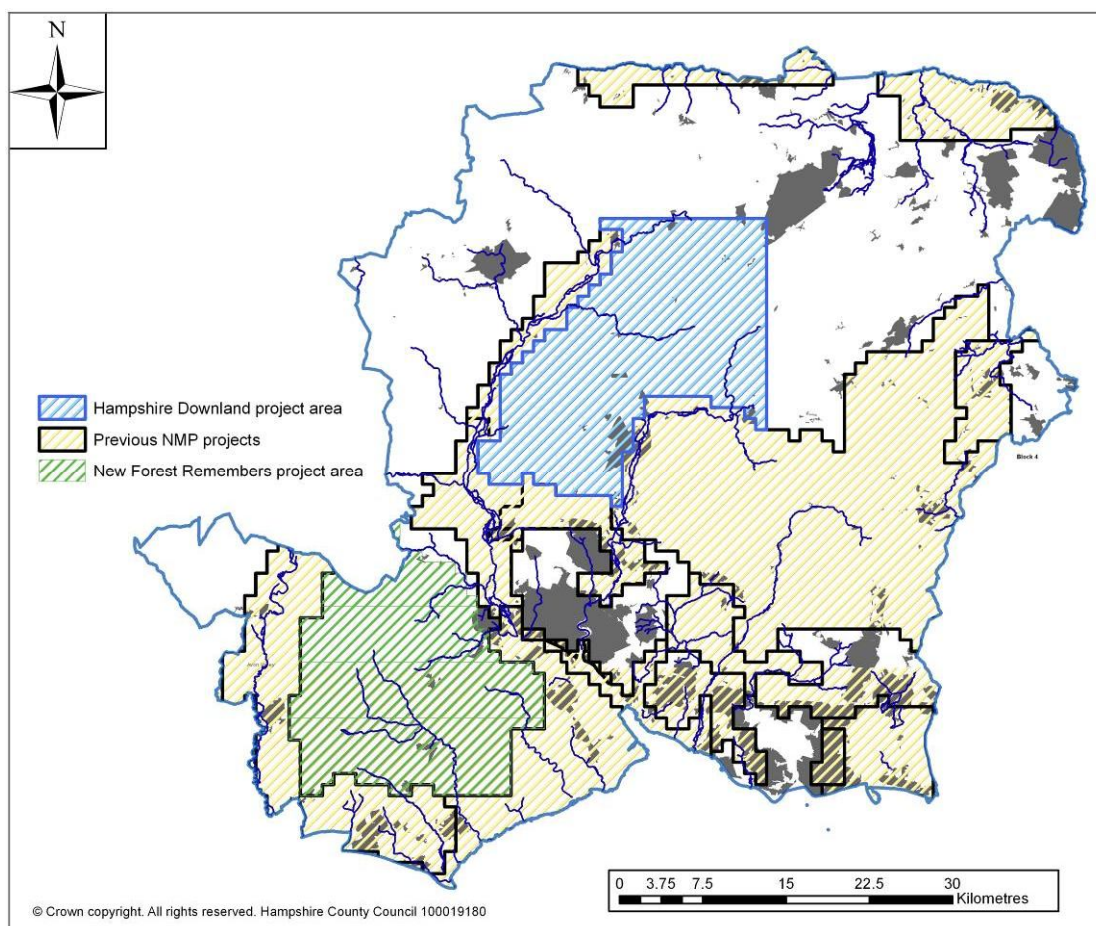 N
Hampshire Downland project area
Previous NMP projects
New Forest Remembers project area
Block 4
0 3.75 7.5 15 22.5 30
Kilometres
© Crown copyright. All rights reserved. Hampshire County Council 100019180